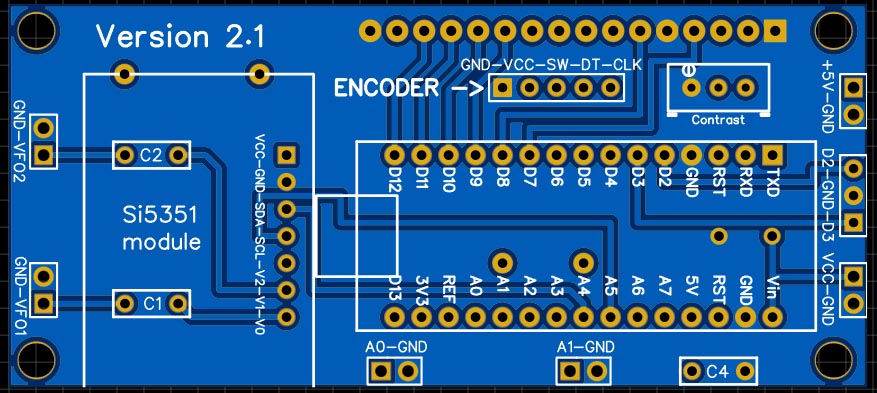 Version 2.1
GND-VCC-SW-DT-CLK
ENCODER ->
Contrast
+5V-GND
GND-VFO2
C2
VCC-GND-SDA-SCL-V2-V1-V0
Si5351
module
D12 D11 D10 D9 D8 D7 D6 D5 D4 D3 D2 GND RST RXD TXD
D2-GND-D3
GND-VFO1
C1
D13 3V3 REF A0 A1 A2 A3 A4 A5 A6 A7 5V RST GND Vin
VCC-GND
A0-GND
A1-GND
C4